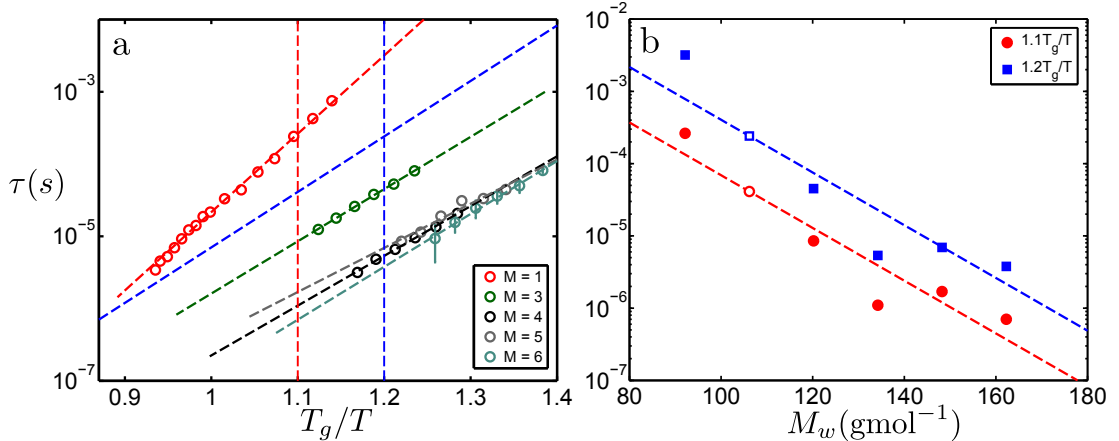 a
τ(s)
10⁻³
10⁻⁵
10⁻⁷
0.9
1
1.1
1.2
1.3
1.4
T_g/T
M = 1
M = 3
M = 4
M = 5
M = 6
b
10⁻²
10⁻³
10⁻⁴
10⁻⁵
10⁻⁶
10⁻⁷
80
100
120
140
160
180
M_w(gmol⁻¹)
1.1T_g/T
1.2T_g/T